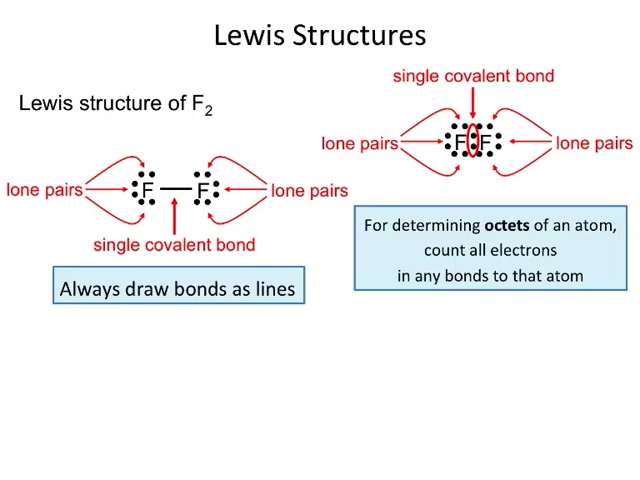 Lewis Structures
Lewis structure of F₂
lone pairs
F — F
lone pairs
single covalent bond
Always draw bonds as lines
single covalent bond
lone pairs
F F
lone pairs
For determining octets of an atom,
count all electrons
in any bonds to that atom